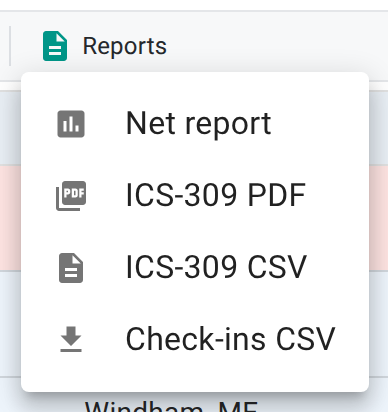 Reports
Net report
PDF
ICS-309 PDF
ICS-309 CSV
Check-ins CSV
Windham, ME